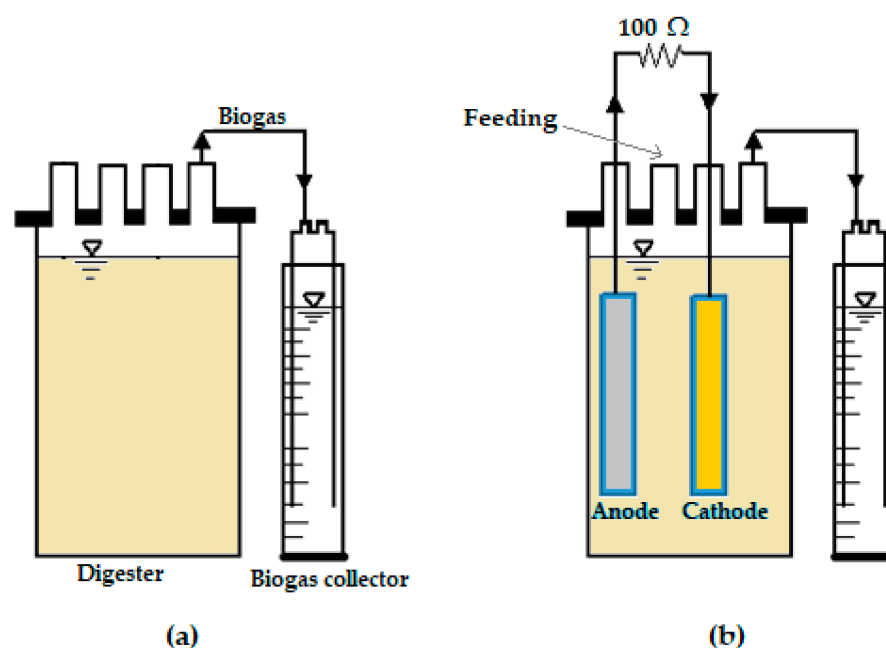 Biogas
Digester
Biogas collector
(a)
100 Ω
Feeding
Anode
Cathode
(b)